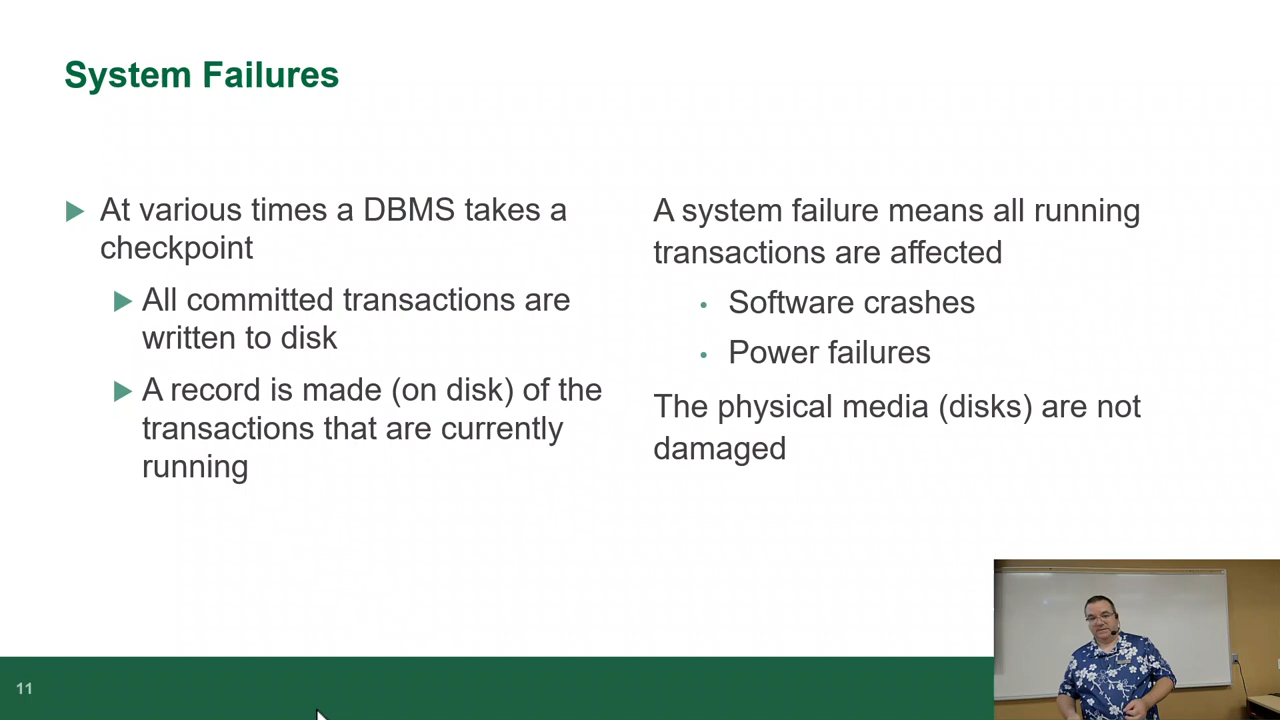 System Failures
At various times a DBMS takes a
checkpoint
All committed transactions are
written to disk
A record is made (on disk) of the
transactions that are currently
running
A system failure means all running
transactions are affected
Software crashes
Power failures
The physical media (disks) are not
damaged
11